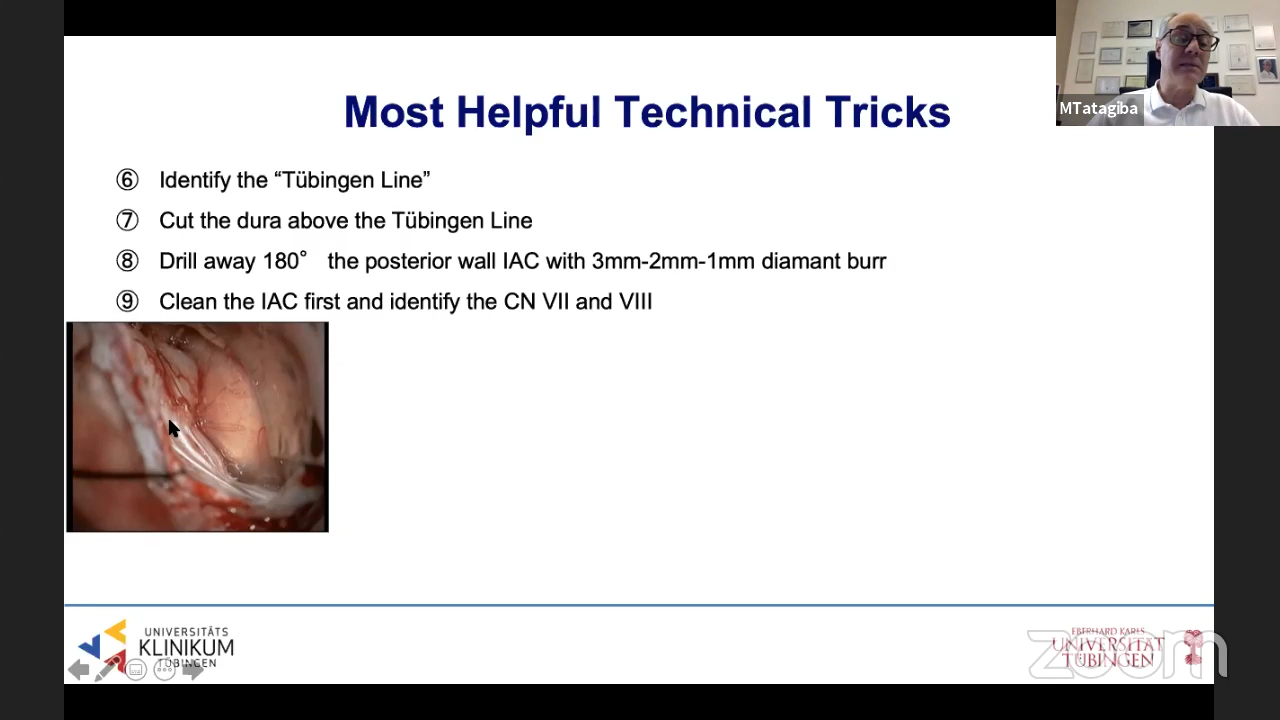 MTatagiba
Most Helpful Technical Tricks
⑥ Identify the “Tübingen Line”
⑦ Cut the dura above the Tübingen Line
⑧ Drill away 180° the posterior wall IAC with 3mm-2mm-1mm diamant burr
⑨ Clean the IAC first and identify the CN VII and VIII
UNIVERSITÄTS
KLINIKUM
TÜBINGEN
EBERHARD KARLS
UNIVERSITÄT
TÜBINGEN
zoom